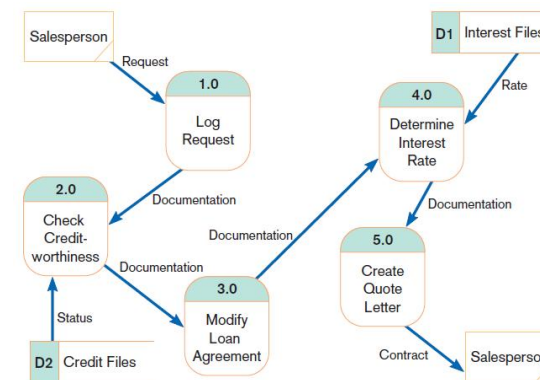 Salesperson
D1 Interest Files
Request
Rate
1.0
Log
Request
4.0
Determine
Interest
Rate
2.0
Check
Credit-
worthiness
Documentation
Documentation
Documentation
Documentation
5.0
Create
Quote
Letter
3.0
Modify
Loan
Agreement
Status
D2 Credit Files
Contract
Salesperso